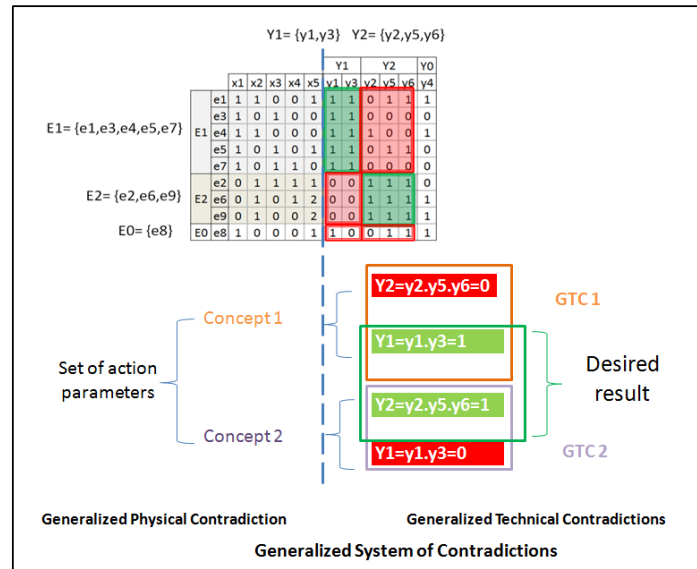 Y1= {y1,y3} Y2= {y2,y5,y6}
Y1 Y2 Y0
x1 x2 x3 x4 x5 y1 y3 y2 y5 y6 y4
E1= {e1,e3,e4,e5,e7}
E1
e1 1 1 0 0 1 1 1 0 1 1 1
e3 1 0 1 0 0 1 1 0 0 0 0
e4 1 1 1 0 0 1 1 1 0 0 1
e5 1 1 0 1 0 1 1 0 1 1 0
e7 1 0 1 1 0 1 1 0 0 0 0
E2= {e2,e6,e9}
E2
e2 0 1 1 1 1 0 0 1 1 1 0
e6 0 1 0 1 2 0 0 1 1 1 1
e9 0 1 0 0 2 0 0 1 1 1 1
E0= {e8}
E0 e8 1 0 0 0 1 1 0 0 1 1 1
Y2=y2.y5.y6=0
GTC 1
Concept 1
Y1=y1.y3=1
Set of action
parameters
Desired
result
Y2=y2.y5.y6=1
Concept 2
Y1=y1.y3=0
GTC 2
Generalized Physical Contradiction
Generalized Technical Contradictions
Generalized System of Contradictions